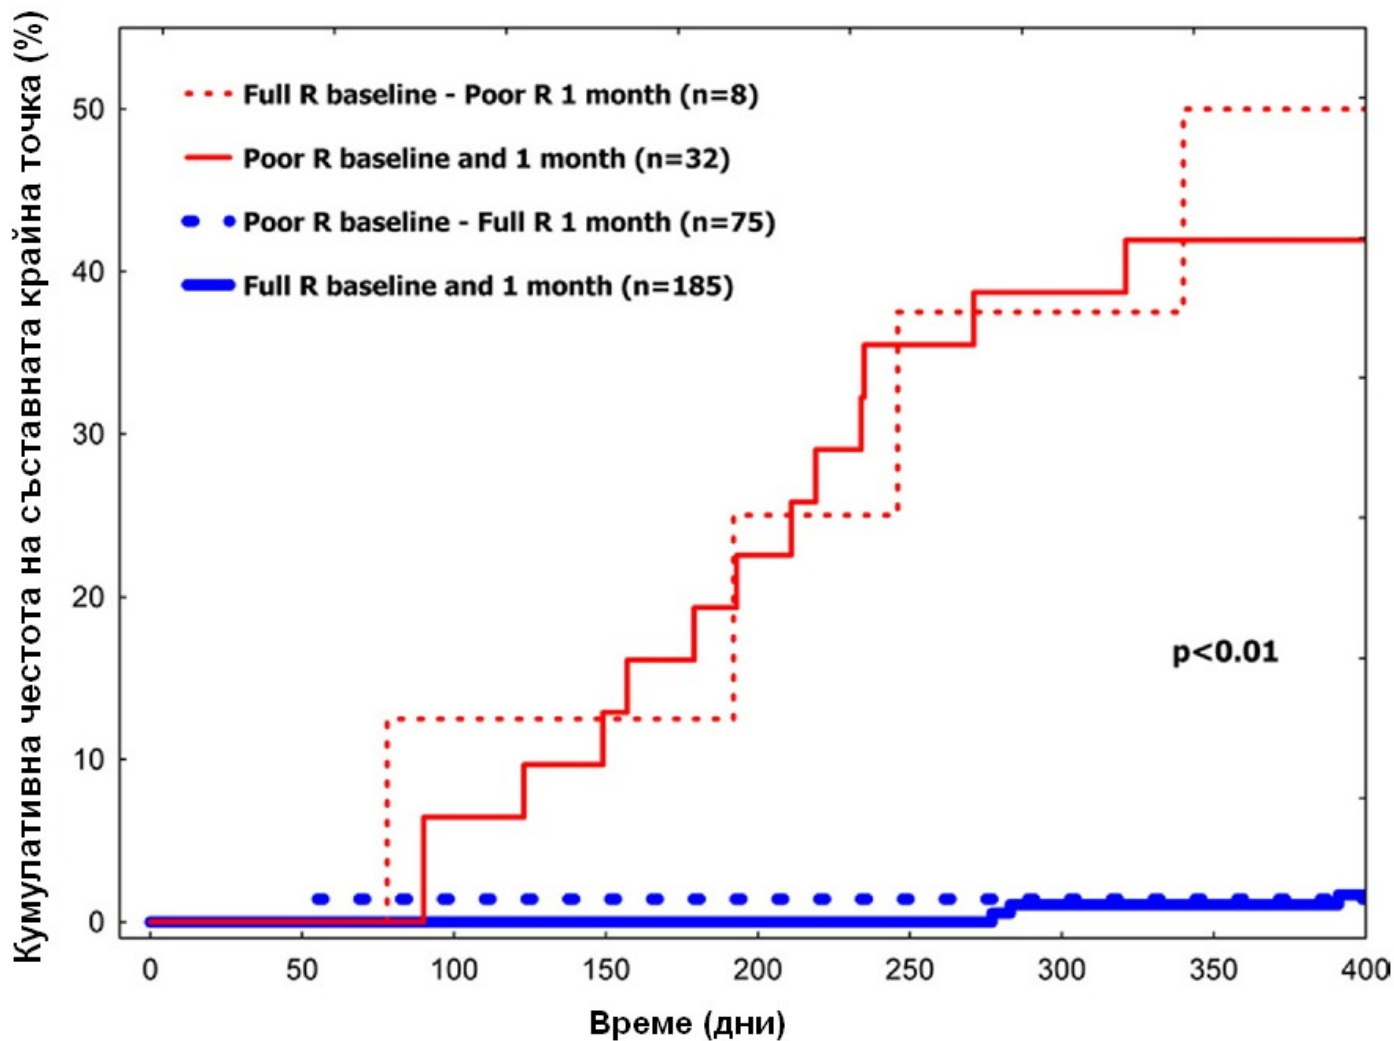 Кумулативна честота на съставната крайна точка (%)
Full R baseline - Poor R 1 month (n=8)
Poor R baseline and 1 month (n=32)
Poor R baseline - Full R 1 month (n=75)
Full R baseline and 1 month (n=185)
50
40
30
20
10
0
p<0.01
0 50 100 150 200 250 300 350 400
Време (дни)